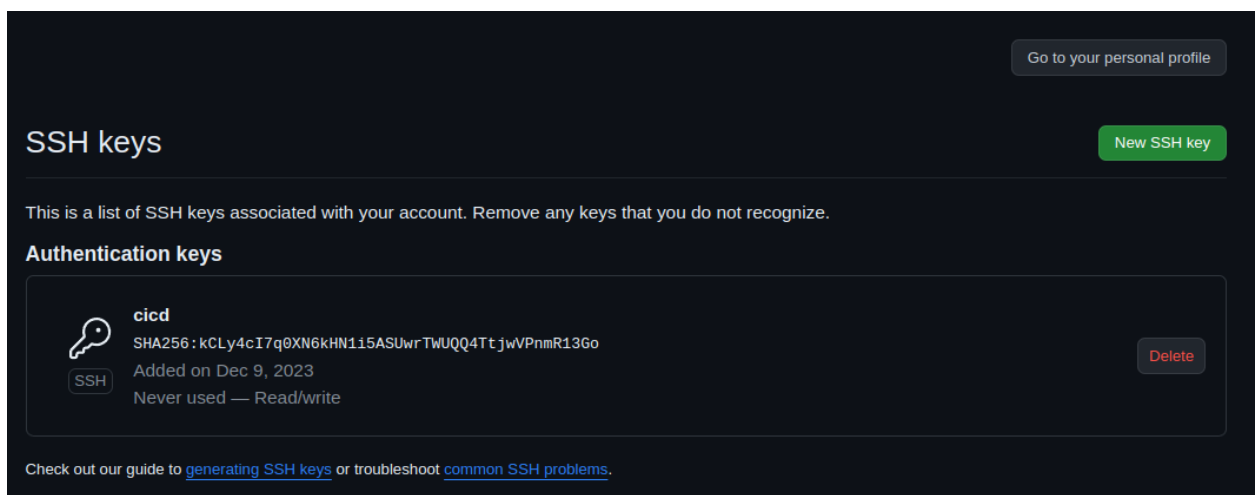 Go to your personal profile
SSH keys
New SSH key
This is a list of SSH keys associated with your account. Remove any keys that you do not recognize.
Authentication keys
cicd
SHA256:kCLy4cI7q0XN6kHN1i5ASUwrTWUQQ4TtjwVPnmR13Go
Added on Dec 9, 2023
SSH
Delete
Never used — Read/write
Check out our guide to generating SSH keys or troubleshoot common SSH problems.